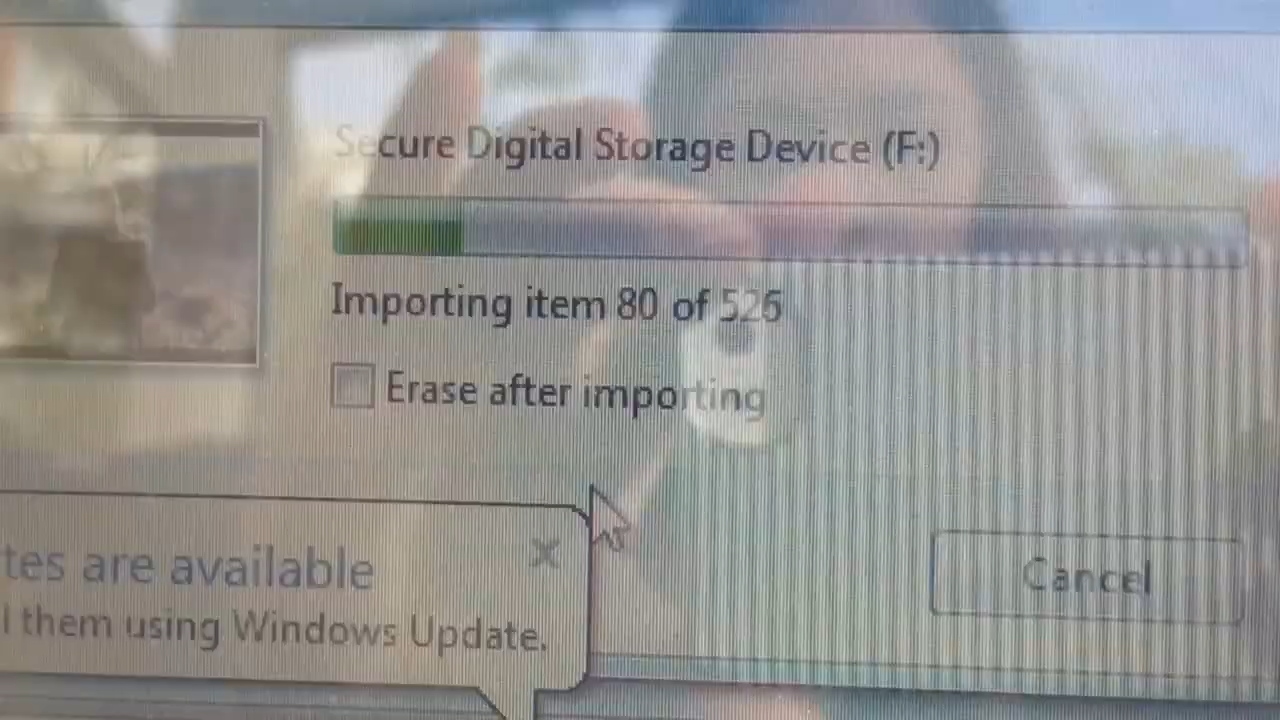 Secure Digital Storage Device (F:)
Importing item 80 of 526
Erase after importing
tes are available
l them using Windows Update.
Cancel